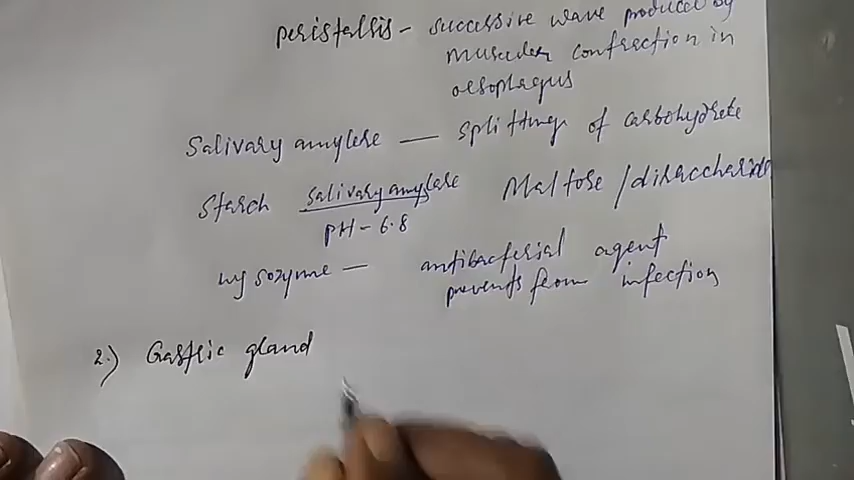 peristalsis - successive wave produced by
muscular contraction in
oesophagus
Salivary amylase — splitting of carbohydrate
Starch salivary amylase Maltose / disaccharide
PH - 6.8
lysozyme — antibacterial agent
prevents from infection
2.) Gastric gland